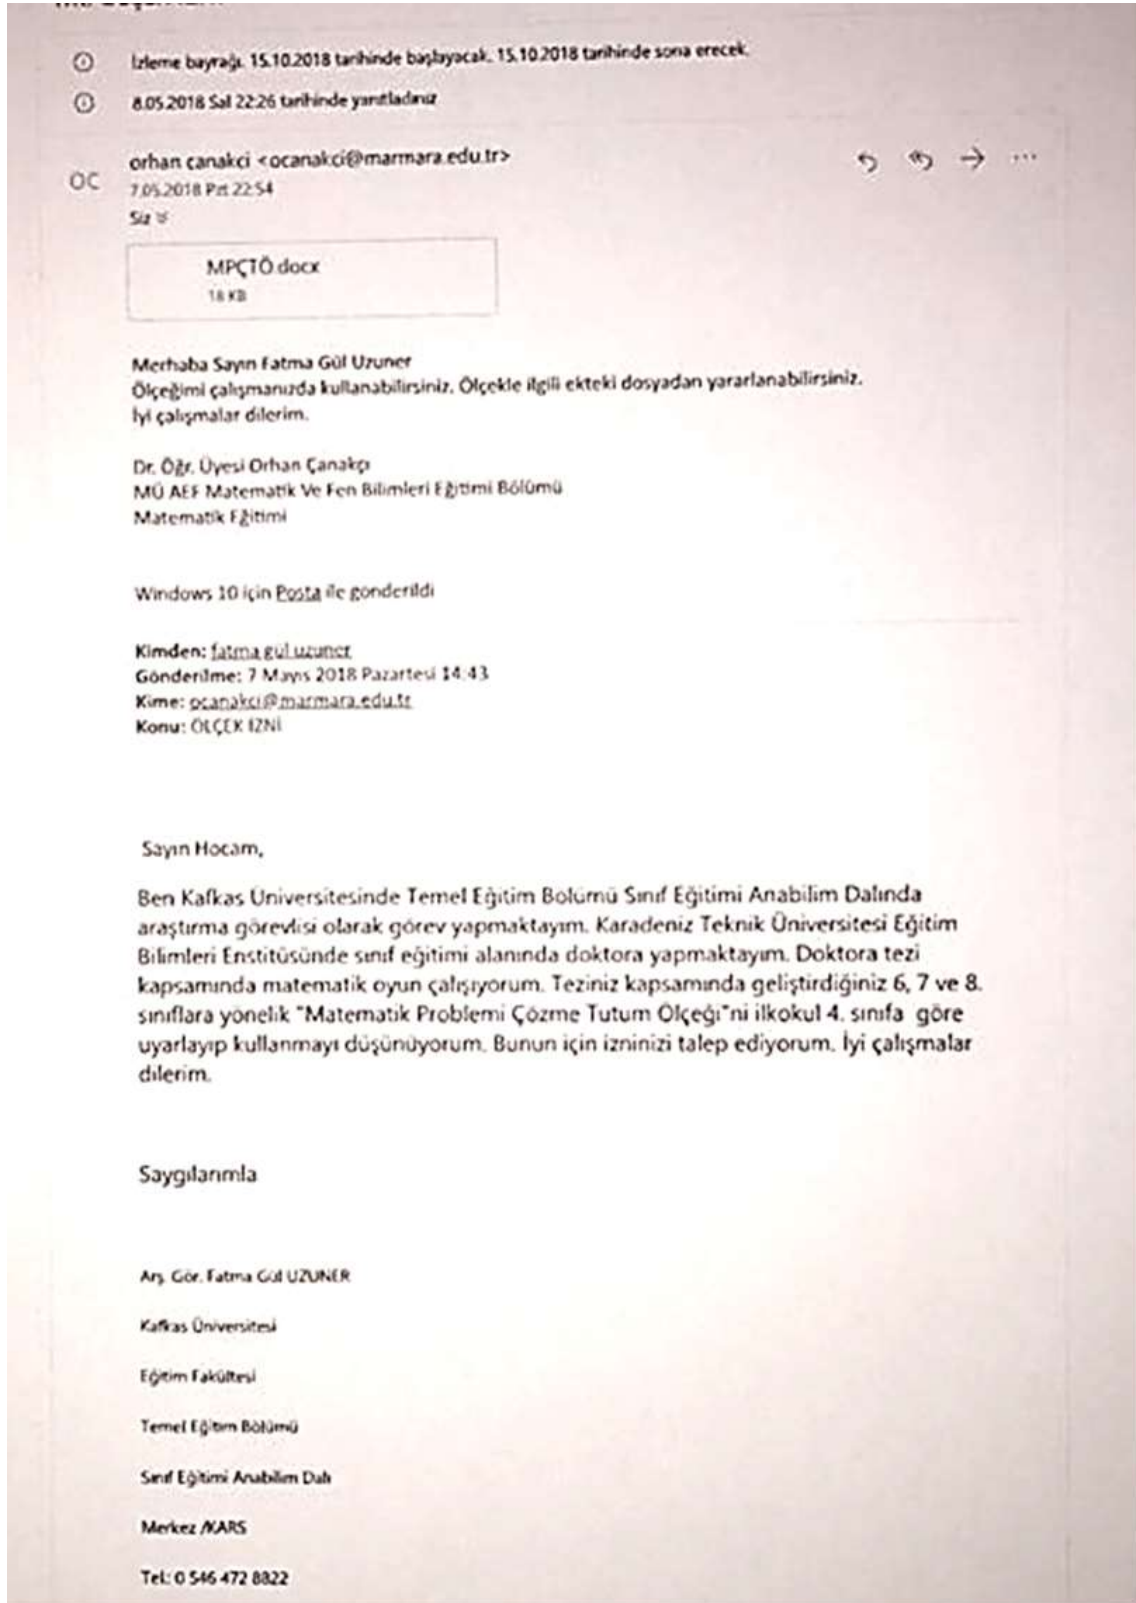 İzleme bayrağı. 15.10.2018 tarihinde başlayacak. 15.10.2018 tarihinde sona erecek.
8.05.2018 Sal 22:26 tarihinde yanıtladınız
orhan çanakci <ocanakci@marmara.edu.tr>
OC
7.05.2018 Pzt 22:54
Siz
MPÇTÖ.docx
18 KB
Merhaba Sayın Fatma Gül Uzuner
Ölçeğimi çalışmanızda kullanabilirsiniz. Ölçekle ilgili ekteki dosyadan yararlanabilirsiniz.
İyi çalışmalar dilerim.
Dr. Öğr. Üyesi Orhan Çanakçı
MÜ AEF Matematik Ve Fen Bilimleri Eğitimi Bölümü
Matematik Eğitimi
Windows 10 için Posta ile gönderildi
Kimden: fatma gül uzuner
Gönderilme: 7 Mayıs 2018 Pazartesi 14:43
Kime: ocanakci@marmara.edu.tr
Konu: ÖLÇEK İZNİ
Sayın Hocam,
Ben Kafkas Üniversitesinde Temel Eğitim Bölümü Sınıf Eğitimi Anabilim Dalında
araştırma görevlisi olarak görev yapmaktayım. Karadeniz Teknik Üniversitesi Eğitim
Bilimleri Enstitüsünde sınıf eğitimi alanında doktora yapmaktayım. Doktora tezi
kapsamında matematik oyun çalışıyorum. Teziniz kapsamında geliştirdiğiniz 6, 7 ve 8.
sınıflara yönelik "Matematik Problemi Çözme Tutum Ölçeği"ni ilkokul 4. sınıfa göre
uyarlayıp kullanmayı düşünüyorum. Bunun için izninizi talep ediyorum. İyi çalışmalar
dilerim.
Saygılarımla
Arş. Gör. Fatma Gül UZUNER
Kafkas Üniversitesi
Eğitim Fakültesi
Temel Eğitim Bölümü
Sınıf Eğitimi Anabilim Dalı
Merkez /KARS
Tel: 0 546 472 8822